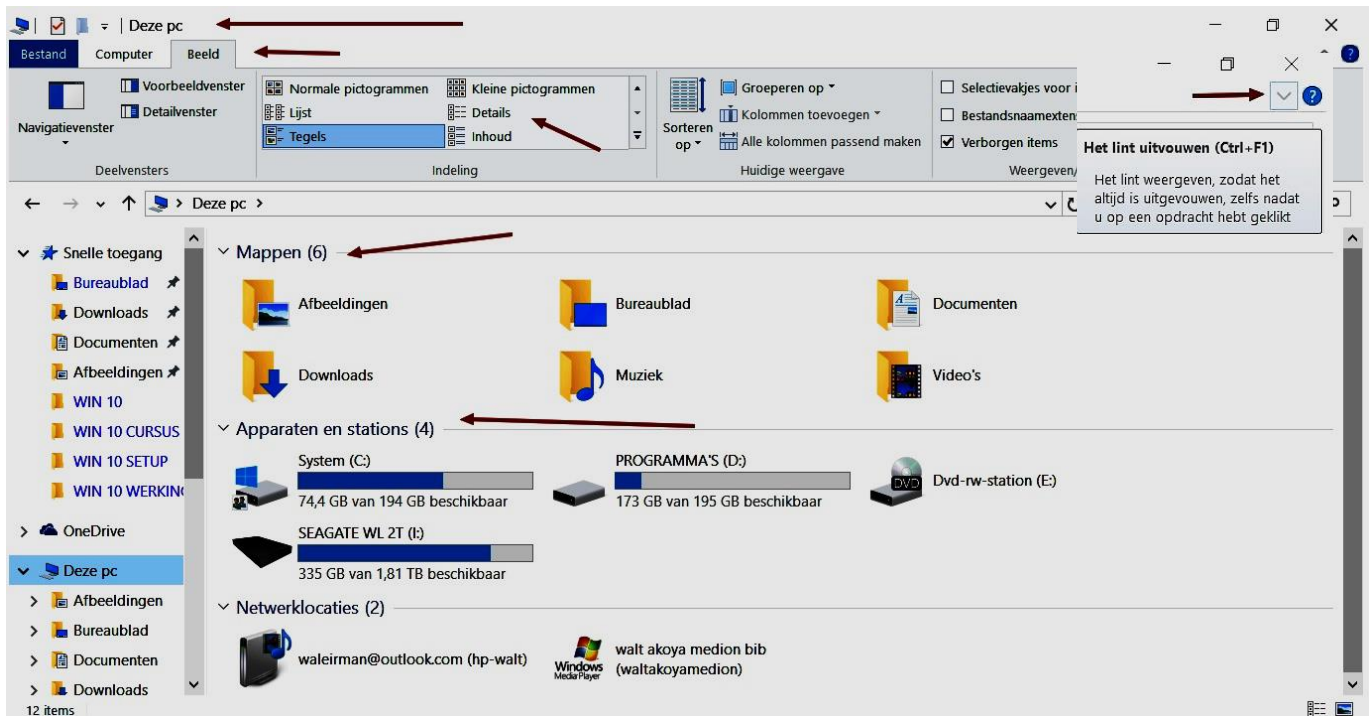 Deze pc
Bestand
Computer
Beeld
Navigatievenster
Voorbeeldvenster
Detailvenster
Deelvensters
Normale pictogrammen
Kleine pictogrammen
Lijst
Details
Tegels
Inhoud
Indeling
Sorteren
op
Groeperen op
Kolommen toevoegen
Alle kolommen passend maken
Huidige weergave
Selectievakjes voor
Verborgen items
Het lint uitvouwen (Ctrl+F1)
Het lint weergeven, zodat het
altijd is uitgevouwen, zelfs nadat
u op een opdracht hebt geklikt
Deze pc
Snelle toegang
Bureaublad
Downloads
Documenten
Afbeeldingen
WIN 10
WIN 10 CURSUS
WIN 10 SETUP
WIN 10
OneDrive
Deze pc
Afbeeldingen
Bureaublad
Documenten
Downloads
Mappen (6)
Afbeeldingen
Bureaublad
Documenten
Downloads
Muziek
Video's
Apparaten en stations (4)
System (C:)
74,4 GB van 194 GB beschikbaar
PROGRAMMA'S (D:)
173 GB van 195 GB beschikbaar
DVD
Dvd-rw-station (E:)
SEAGATE WL 2T (I:)
335 GB van 1,81 TB beschikbaar
Netwerklocaties (2)
waleirman@outlook.com (hp-walt)
Windows
Media Player
walt akoya medion bib
(waltakoyamedion)
12 items